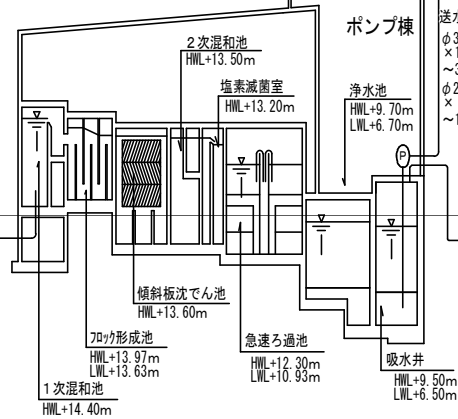 ポンプ棟
送水
φ3
×1
～3
φ2
×
～1
2次混和池
HWL+13.50m
塩素滅菌室
HWL+13.20m
浄水池
HWL+9.70m
LWL+6.70m
P
傾斜板沈でん池
HWL+13.60m
フロック形成池
HWL+13.97m
LWL+13.63m
急速ろ過池
HWL+12.30m
LWL+10.93m
吸水井
HWL+9.50m
LWL+6.50m
1次混和池
HWL+14.40m